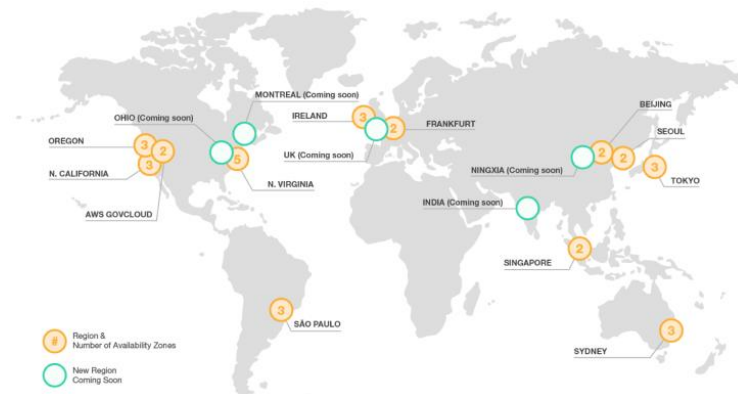 MONTREAL (Coming soon)
OHIO (Coming soon)
OREGON
3
2
3
N. CALIFORNIA
AWS GOVCLOUD
5
N. VIRGINIA
IRELAND
3
2
FRANKFURT
UK (Coming soon)
BEIJING
SEOUL
2
2
3
NINGXIA (Coming soon)
TOKYO
INDIA (Coming soon)
2
SINGAPORE
3
SÃO PAULO
3
SYDNEY
#
Region &
Number of Availability Zones
New Region
Coming Soon